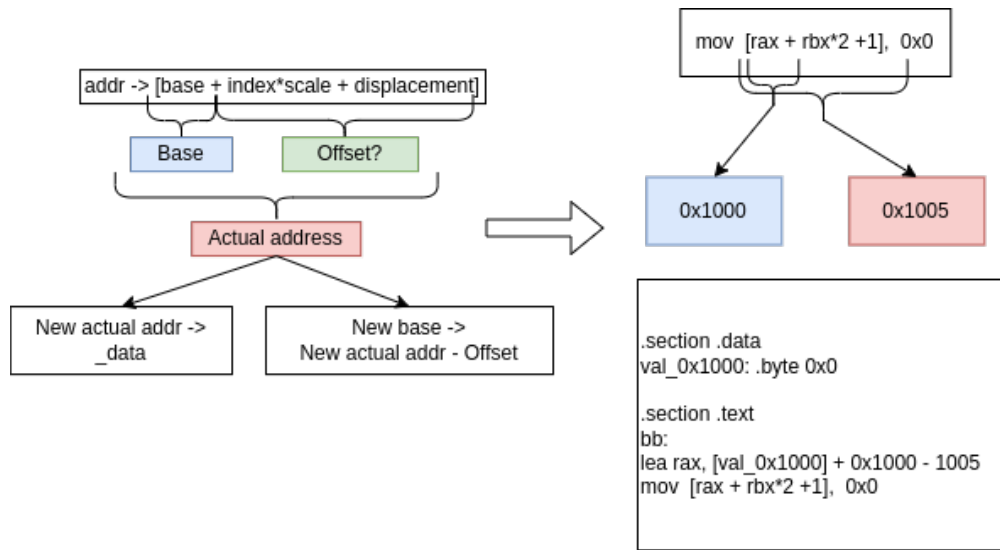 addr -> [base + index*scale + displacement]
Base
Offset?
Actual address
New actual addr ->
_data
New base ->
New actual addr - Offset
mov  [rax + rbx*2 +1],  0x0
0x1000
0x1005
.section .data
val_0x1000: .byte 0x0
.section .text
bb:
lea rax, [val_0x1000] + 0x1000 - 1005
mov  [rax + rbx*2 +1],  0x0